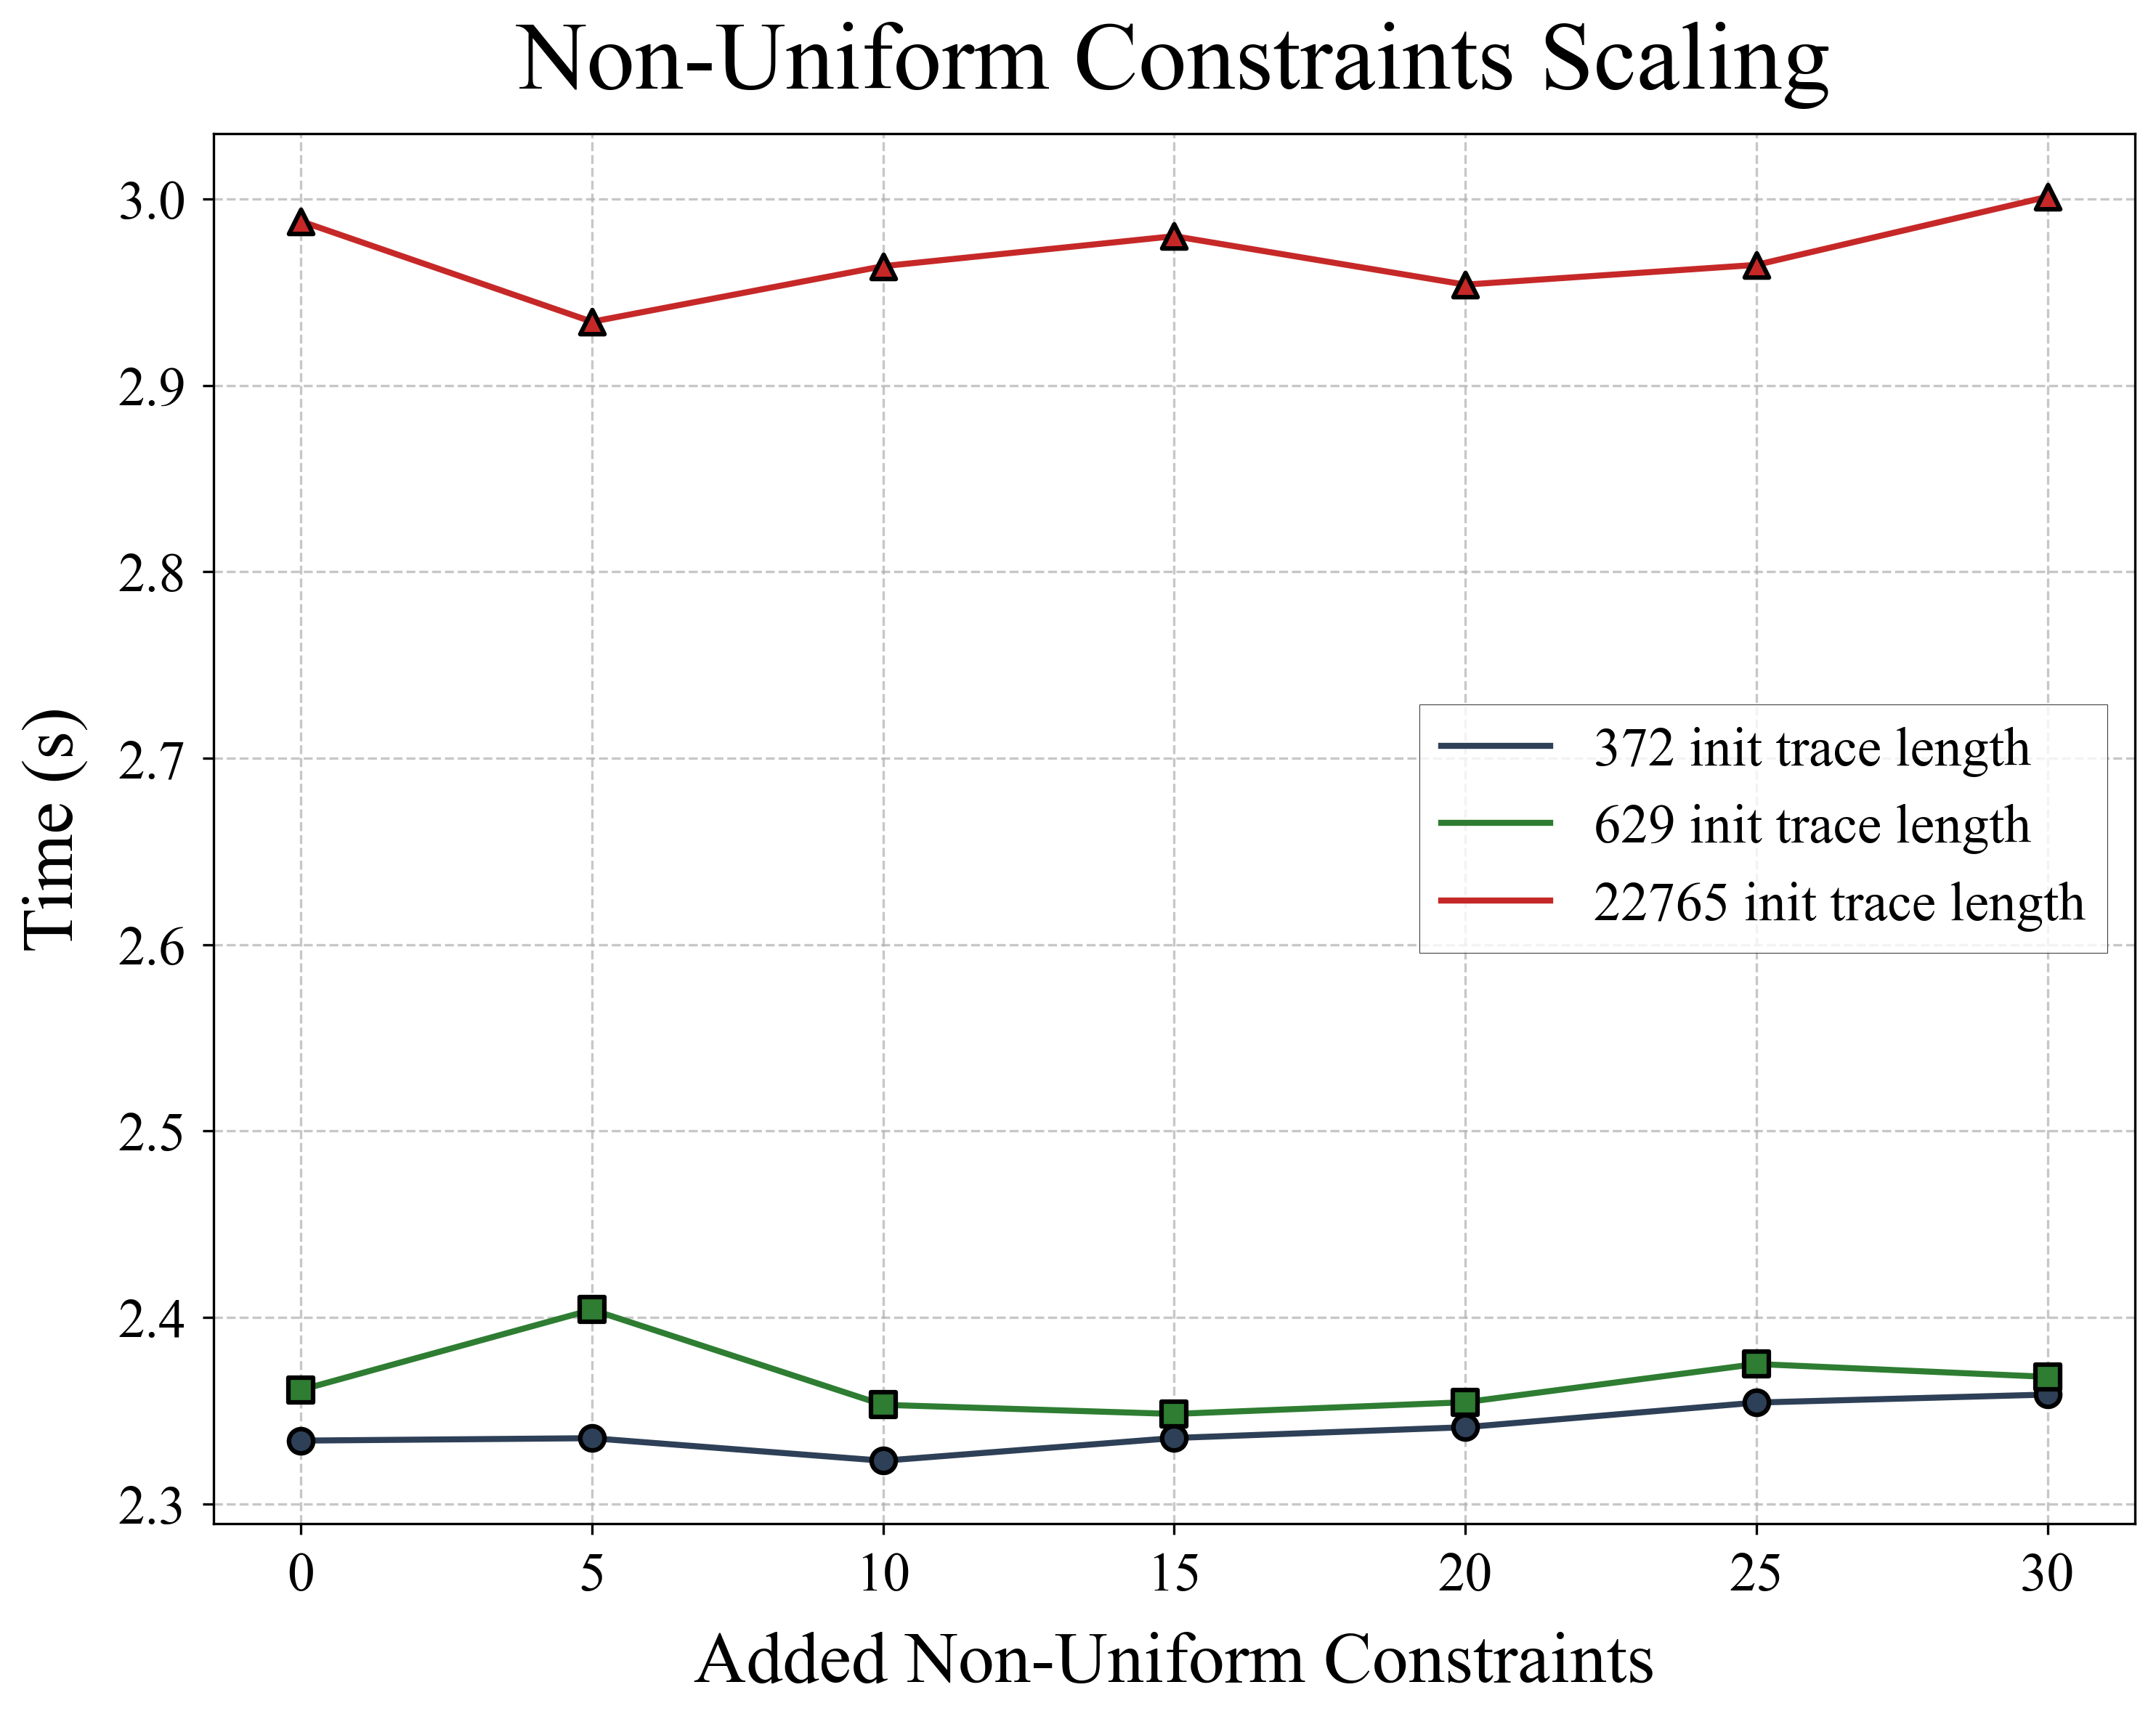 Non-Uniform Constraints Scaling
3.0
2.9
2.8
2.7
2.6
2.5
2.4
2.3
Time (s)
372 init trace length
629 init trace length
22765 init trace length
0 5 10 15 20 25 30
Added Non-Uniform Constraints